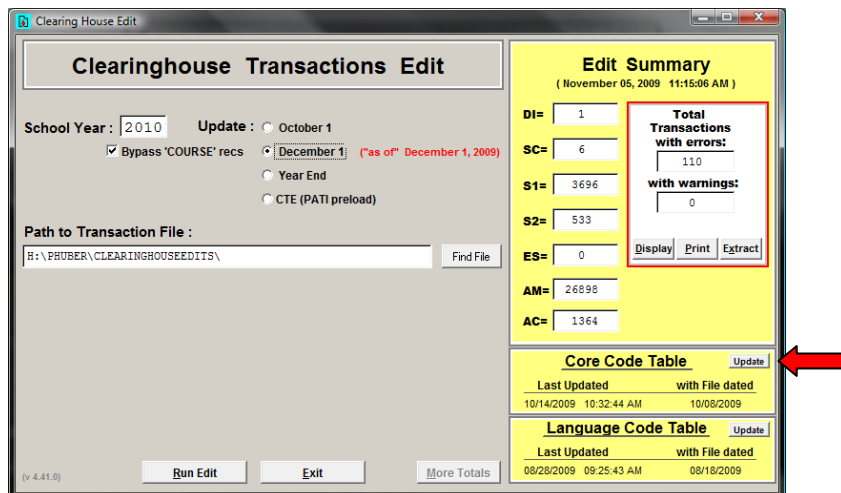 Clearing House Edit
Clearinghouse Transactions Edit
School Year : 2010 Update : October 1
Bypass 'COURSE' recs December 1 ("as of" December 1, 2009)
Year End
CTE (PATI preload)
Path to Transaction File :
H:\PHUBER\CLEARINGHOUSEEDITS\ Find File
Run Edit Exit More Totals
(v 4.41.0)
Edit Summary
( November 05, 2009 11:15:06 AM )
DI= 1
SC= 6
S1= 3696
S2= 533
ES= 0
AM= 26898
AC= 1364
Total
Transactions
with errors:
110
with warnings:
0
Display Print Extract
Core Code Table Update
Last Updated with File dated
10/14/2009 10:32:44 AM 10/08/2009
Language Code Table Update
Last Updated with File dated
08/28/2009 09:25:43 AM 08/18/2009